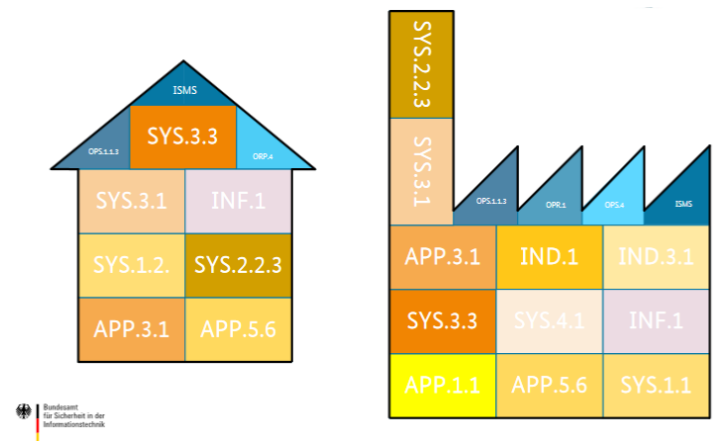 ISMS
SYS.3.3
OPS.1.1.3
ORP.4
SYS.3.1
INF.1
SYS.1.2.
SYS.2.2.3
APP.3.1
APP.5.6
SYS.2.2.3
SYS.3.1
OPS.1.1.3
OPR.1
OPS.4
ISMS
APP.3.1
IND.1
IND.3.1
SYS.3.3
SYS.4.1
INF.1
APP.1.1
APP.5.6
SYS.1.1
Bundesamt
für Sicherheit in der
Informationstechnik